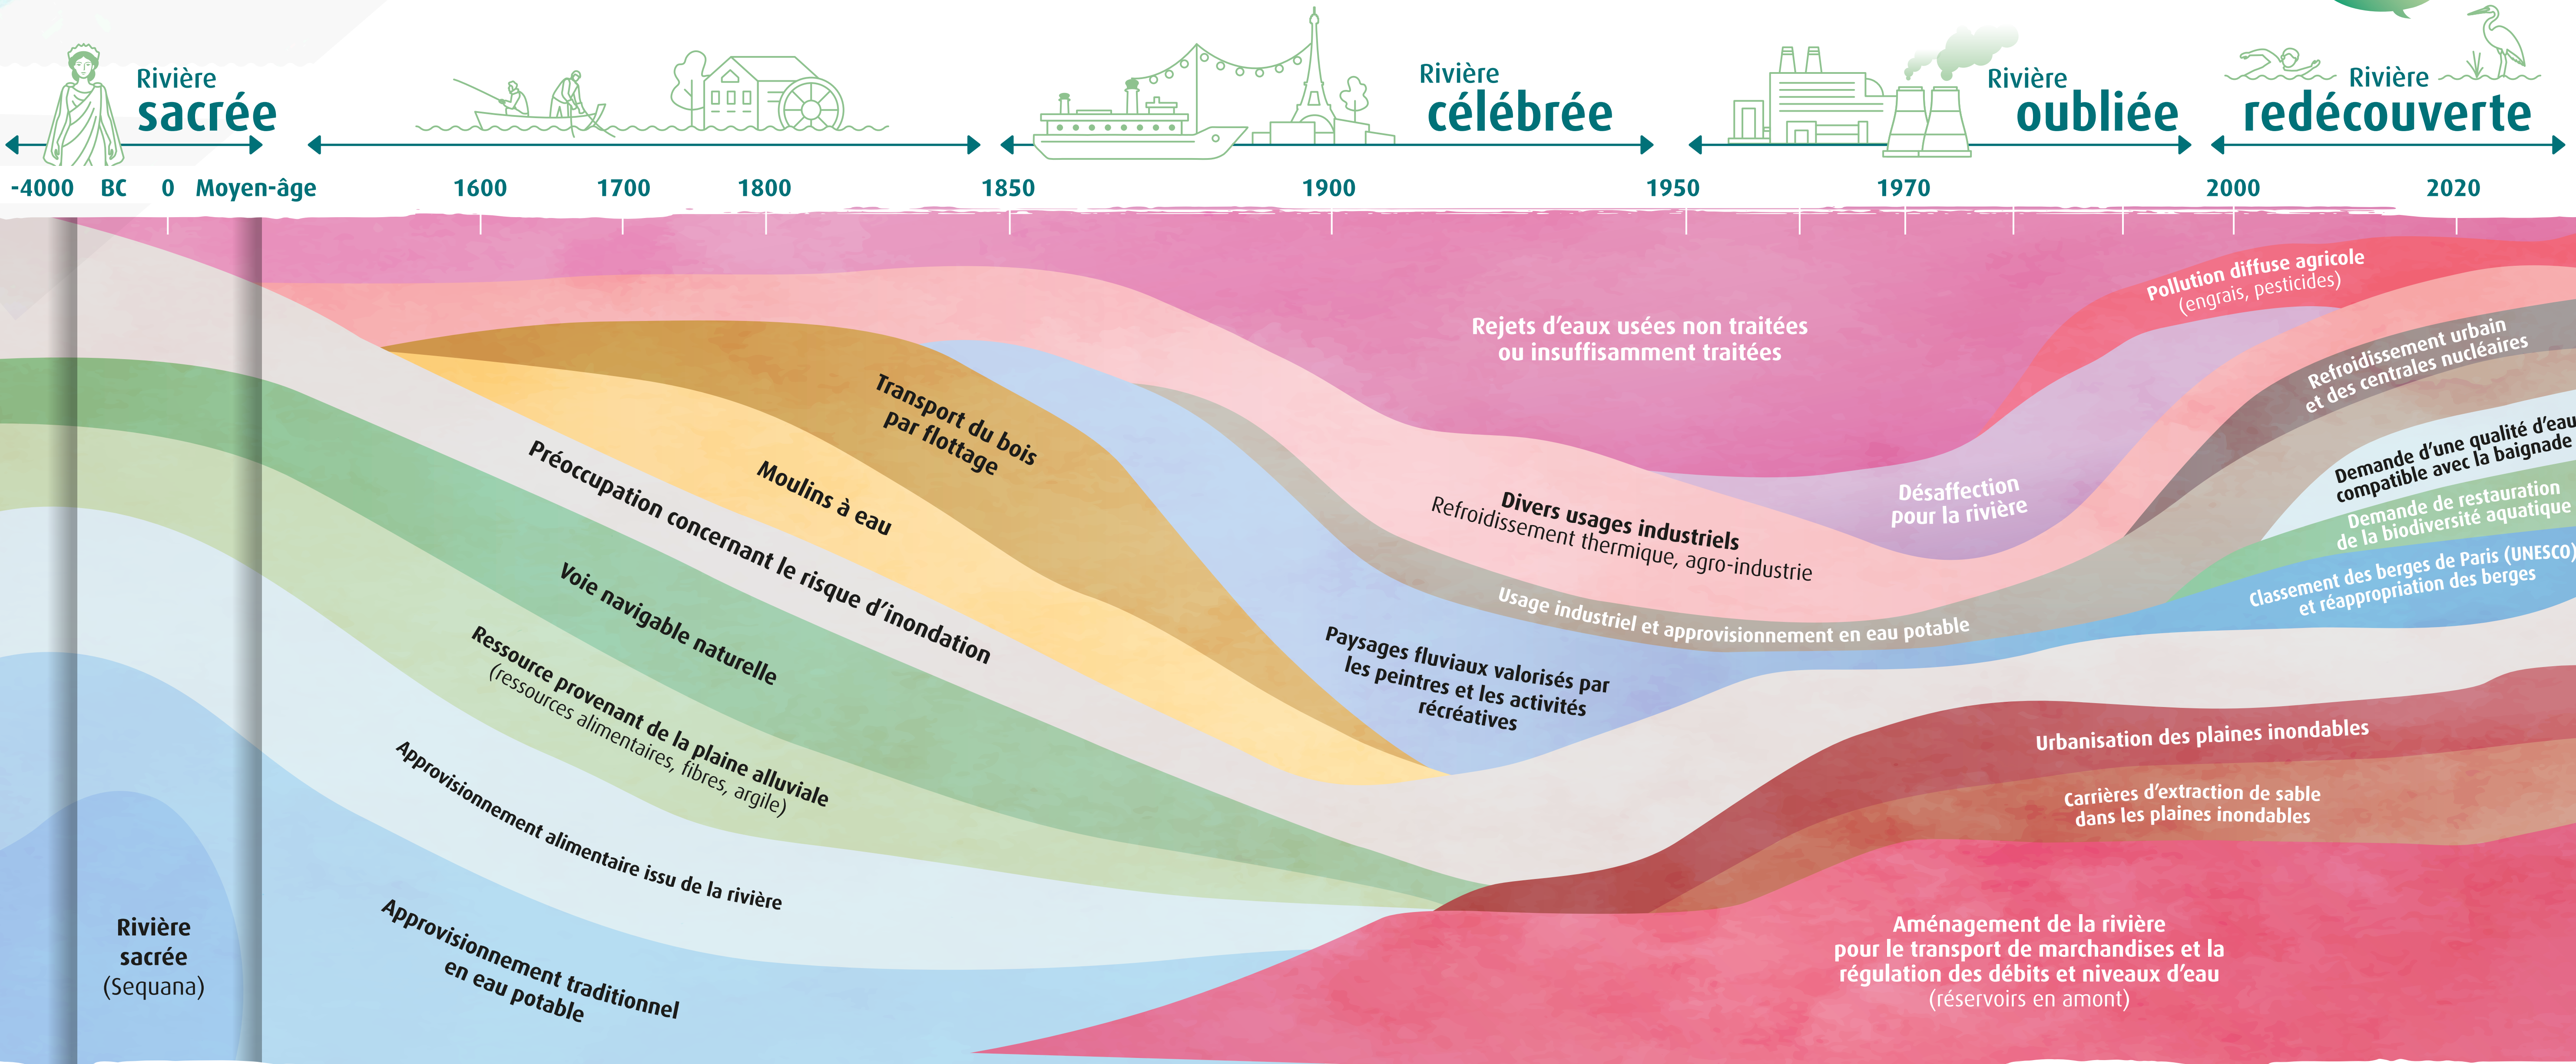 Rivière
sacrée
Rivière
célébrée
Rivière
oubliée
Rivière
redécouverte
-4000 BC 0 Moyen-âge 1600 1700 1800 1850 1900 1950 1970 2000 2020
Pollution diffuse agricole
(engrais, pesticides)
Rejets d’eaux usées non traitées
ou insuffisamment traitées
Refroidissement urbain
et des centrales nucléaires
Transport du bois
par flottage
Moulins à eau
Préoccupation concernant le risque d’inondation
Divers usages industriels
Refroidissement thermique, agro-industrie
Désaffection
pour la rivière
Demande d’une qualité d’eau
compatible avec la baignade
Demande de restauration
de la biodiversité aquatique
Classement des berges de Paris (UNESCO)
et réappropriation des berges
Voie navigable naturelle
Usage industriel et approvisionnement en eau potable
Paysages fluviaux valorisés par
les peintres et les activités
récréatives
Ressource provenant de la plaine alluviale
(ressources alimentaires, fibres, argile)
Urbanisation des plaines inondables
Carrières d’extraction de sable
dans les plaines inondables
Approvisionnement alimentaire issu de la rivière
Approvisionnement traditionnel
en eau potable
Rivière
sacrée
(Sequana)
Aménagement de la rivière
pour le transport de marchandises et la
régulation des débits et niveaux d’eau
(réservoirs en amont)